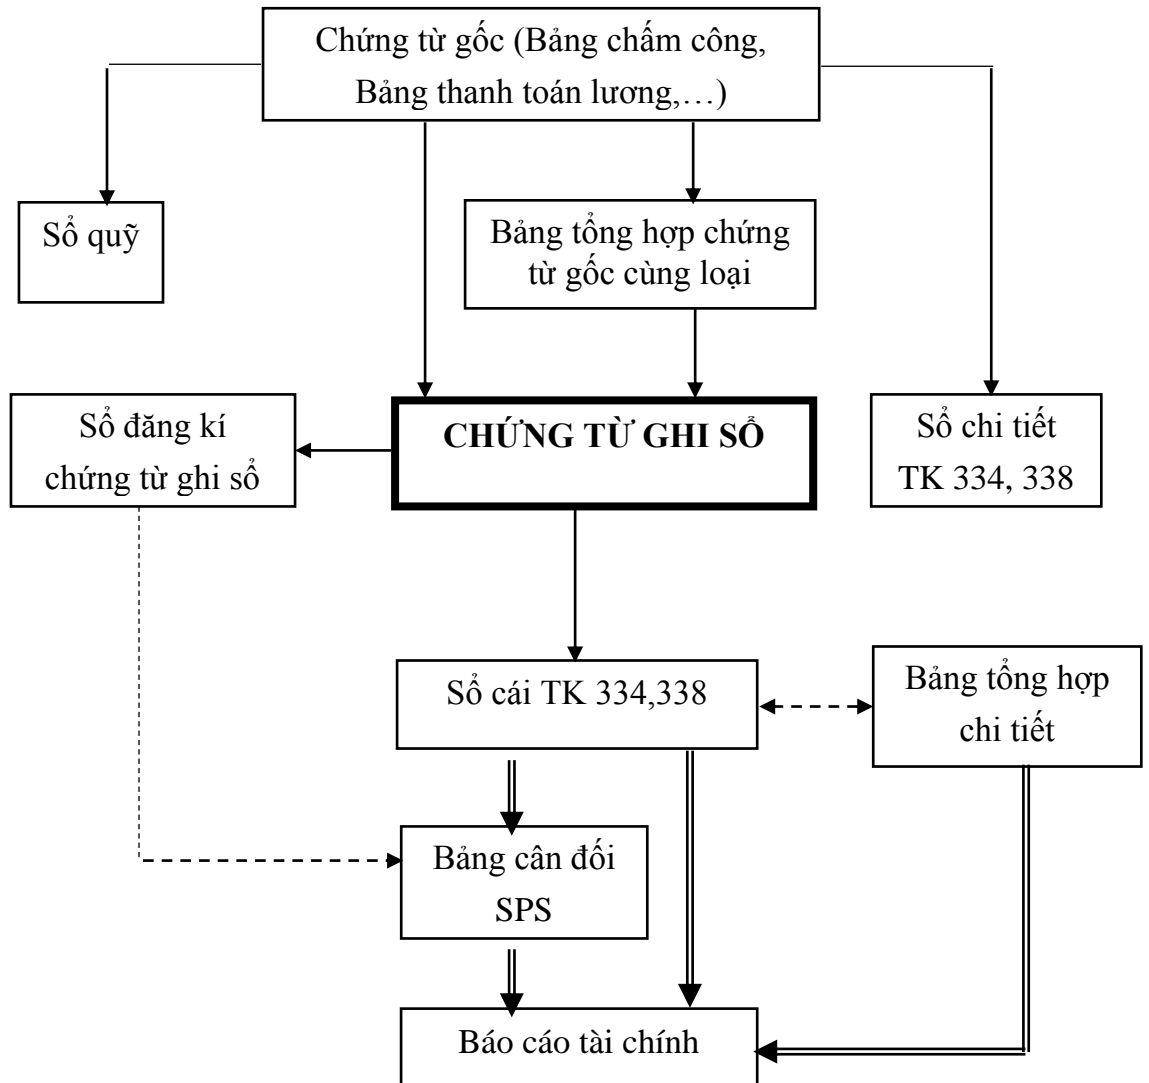 Chứng từ gốc (Bảng chấm công,
Bảng thanh toán lương,…)
Sổ quỹ
Bảng tổng hợp chứng
từ gốc cùng loại
Sổ đăng kí
chứng từ ghi sổ
CHỨNG TỪ GHI SỔ
Sổ chi tiết
TK 334, 338
Sổ cái TK 334,338
Bảng tổng hợp
chi tiết
Bảng cân đối
SPS
Báo cáo tài chính